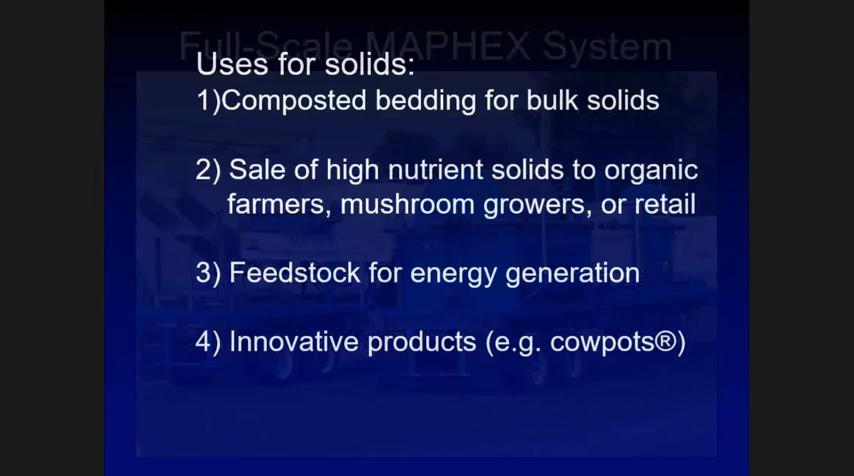 Full-Scale MAPHEX System
Uses for solids:
1)Composted bedding for bulk solids
2) Sale of high nutrient solids to organic
farmers, mushroom growers, or retail
3) Feedstock for energy generation
4) Innovative products (e.g. cowpots®)